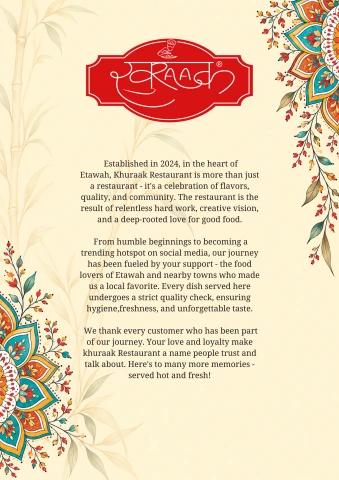 खुराक®
Established in 2024, in the heart of
Etawah, Khuraak Restaurant is more than just
a restaurant - it's a celebration of flavors,
quality, and community. The restaurant is the
result of relentless hard work, creative vision,
and a deep-rooted love for good food.
From humble beginnings to becoming a
trending hotspot on social media, our journey
has been fueled by your support - the food
lovers of Etawah and nearby towns who made
us a local favorite. Every dish served here
undergoes a strict quality check, ensuring
hygiene,freshness, and unforgettable taste.
We thank every customer who has been part
of our journey. Your love and loyalty make
khuraak Restaurant a name people trust and
talk about. Here's to many more memories -
served hot and fresh!